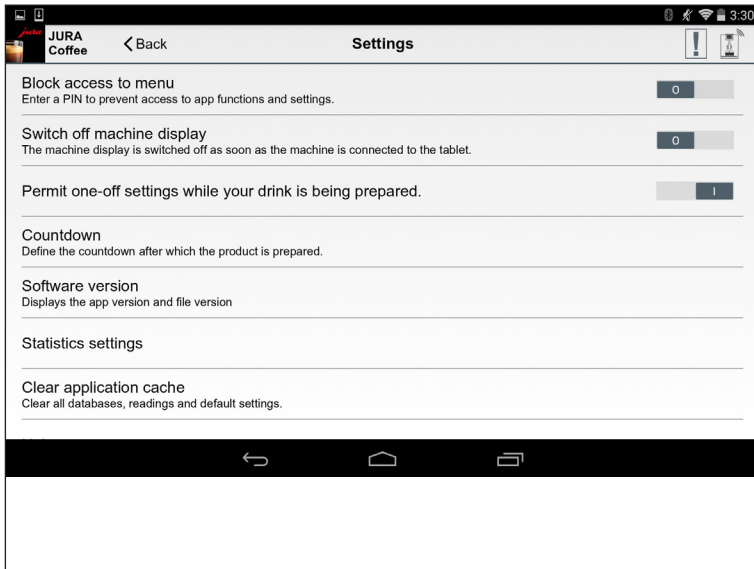 3:30
jura
JURA
Coffee
Back
Settings
Block access to menu
Enter a PIN to prevent access to app functions and settings.
O
Switch off machine display
The machine display is switched off as soon as the machine is connected to the tablet.
O
Permit one-off settings while your drink is being prepared.
I
Countdown
Define the countdown after which the product is prepared.
Software version
Displays the app version and file version
Statistics settings
Clear application cache
Clear all databases, readings and default settings.